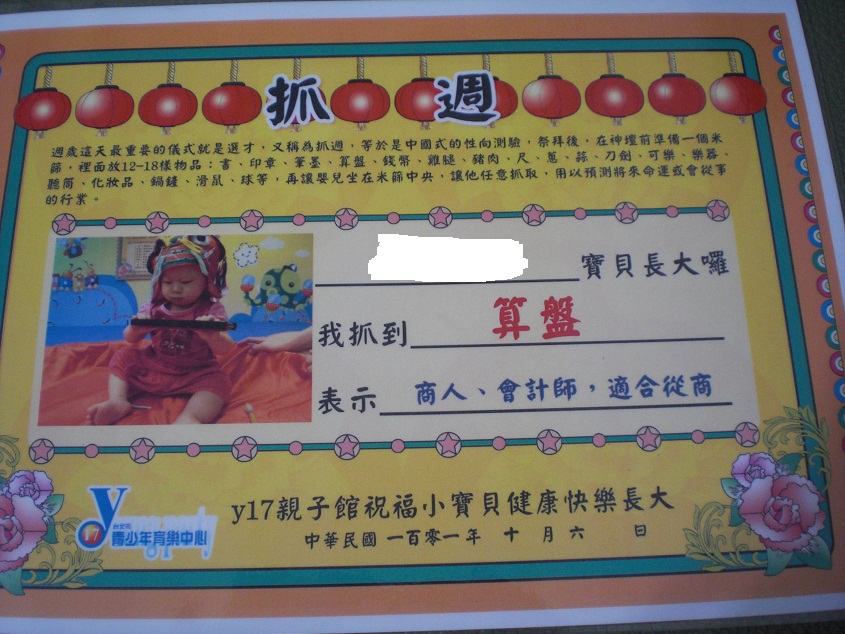 抓週
週歲這天最重要的儀式就是選才，又稱為抓週，等於是中國式的性向測驗，祭拜後，在神壇前準備一個米
篩，裡面放12-18樣物品：書、印章、筆墨、算盤、錢幣、雞腿、豬肉、尺、蔥、蒜、刀劍、可樂、樂器、
聽筒、化妝品、鍋鏟、滑鼠、球等，再讓嬰兒坐在米篩中央，讓他任意抓取，用以預測將來命運或會從事
的行業。
寶貝長大囉
我抓到 算盤
表示 商人、會計師，適合從商
y17親子館祝福小寶貝健康快樂長大
中華民國 一百零一年 十 月 六 日
y
17 台北市
青少年育樂中心